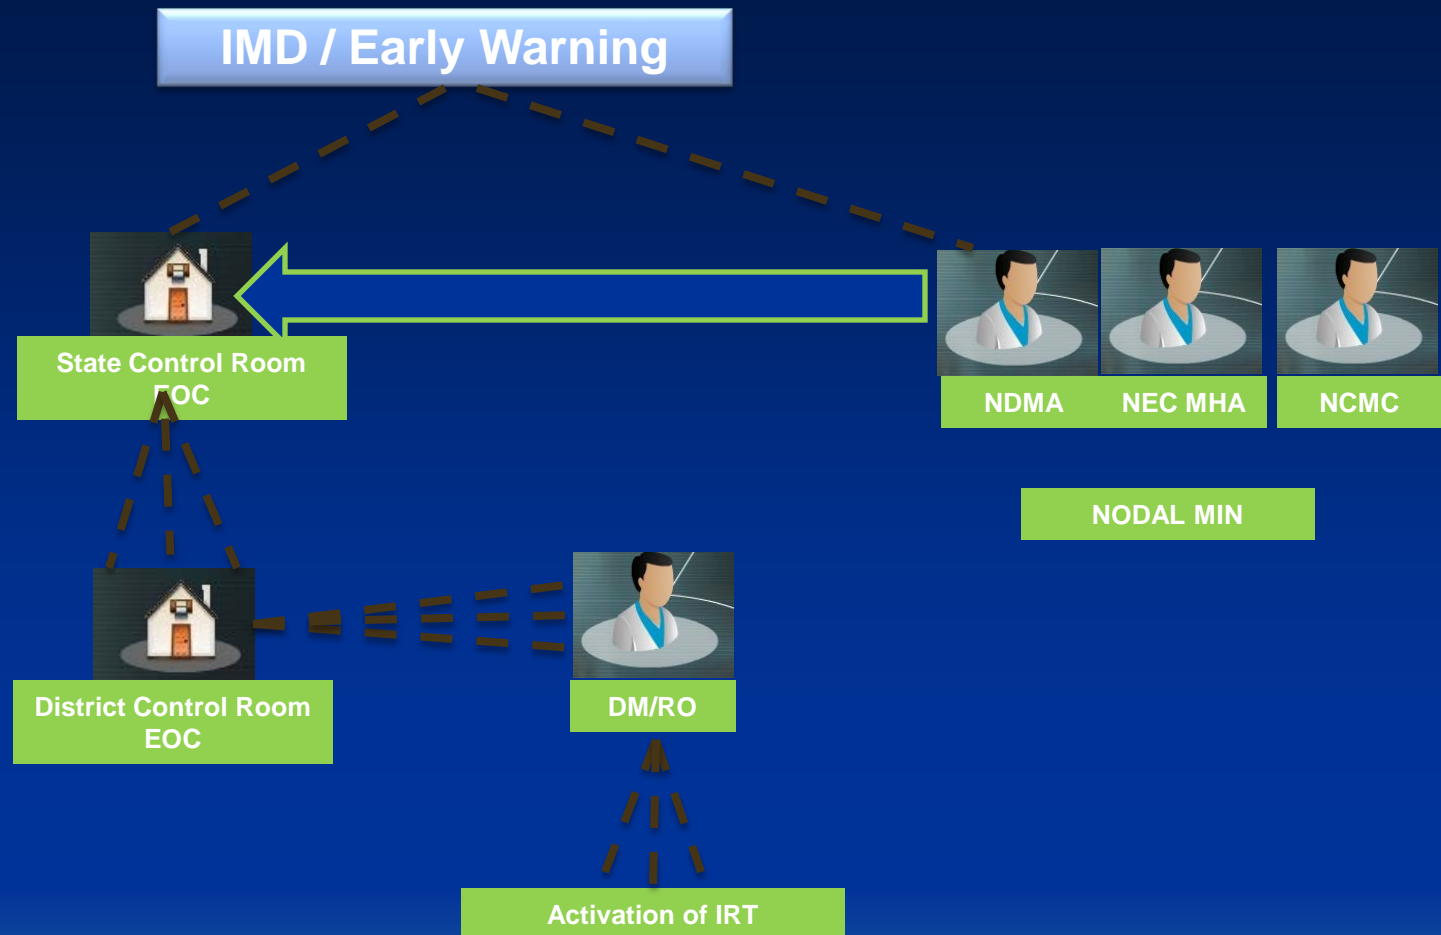 IMD / Early Warning
State Control Room
EOC
NDMA
NEC MHA
NCMC
NODAL MIN
District Control Room
EOC
DM/RO
Activation of IRT